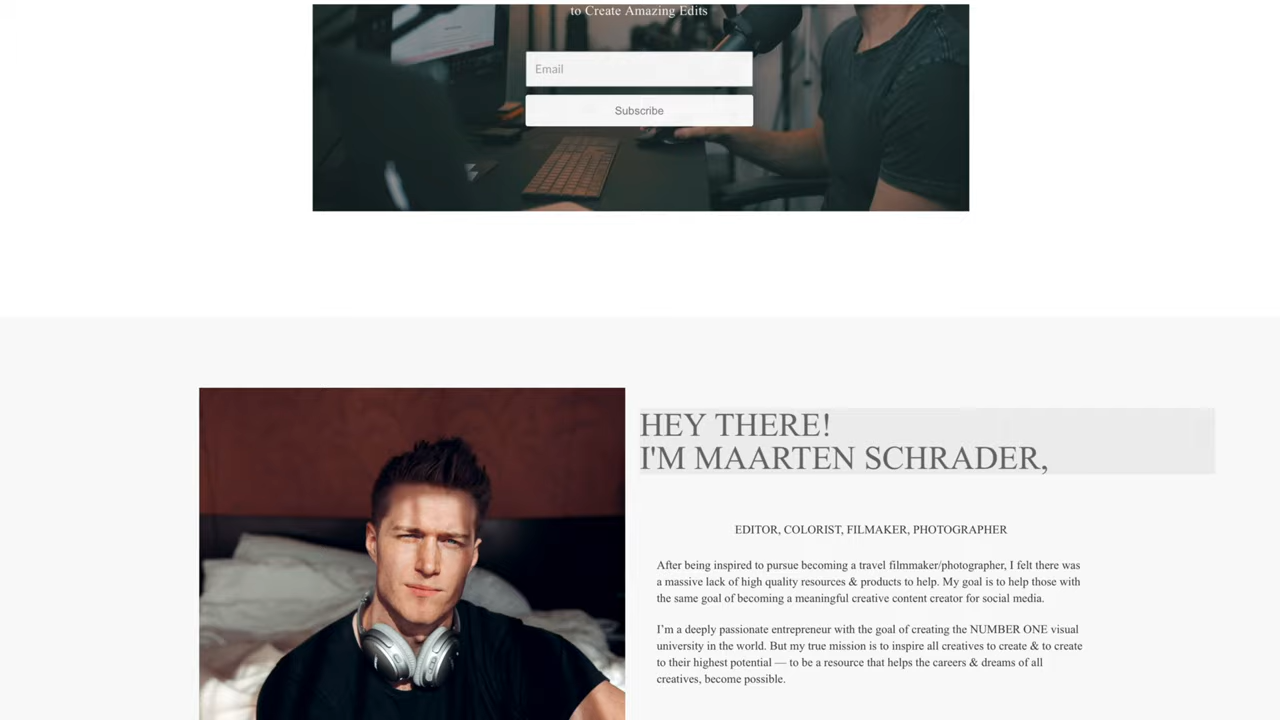 to Create Amazing Edits
Email
Subscribe
HEY THERE!
I'M MAARTEN SCHRADER,
EDITOR, COLORIST, FILMAKER, PHOTOGRAPHER
After being inspired to pursue becoming a travel filmmaker/photographer, I felt there was
a massive lack of high quality resources & products to help. My goal is to help those with
the same goal of becoming a meaningful creative content creator for social media.
I'm a deeply passionate entrepreneur with the goal of creating the NUMBER ONE visual
university in the world. But my true mission is to inspire all creatives to create & to core
to their highest potential — to be a resource that helps the careers & dreams of all
creatives, become possible.